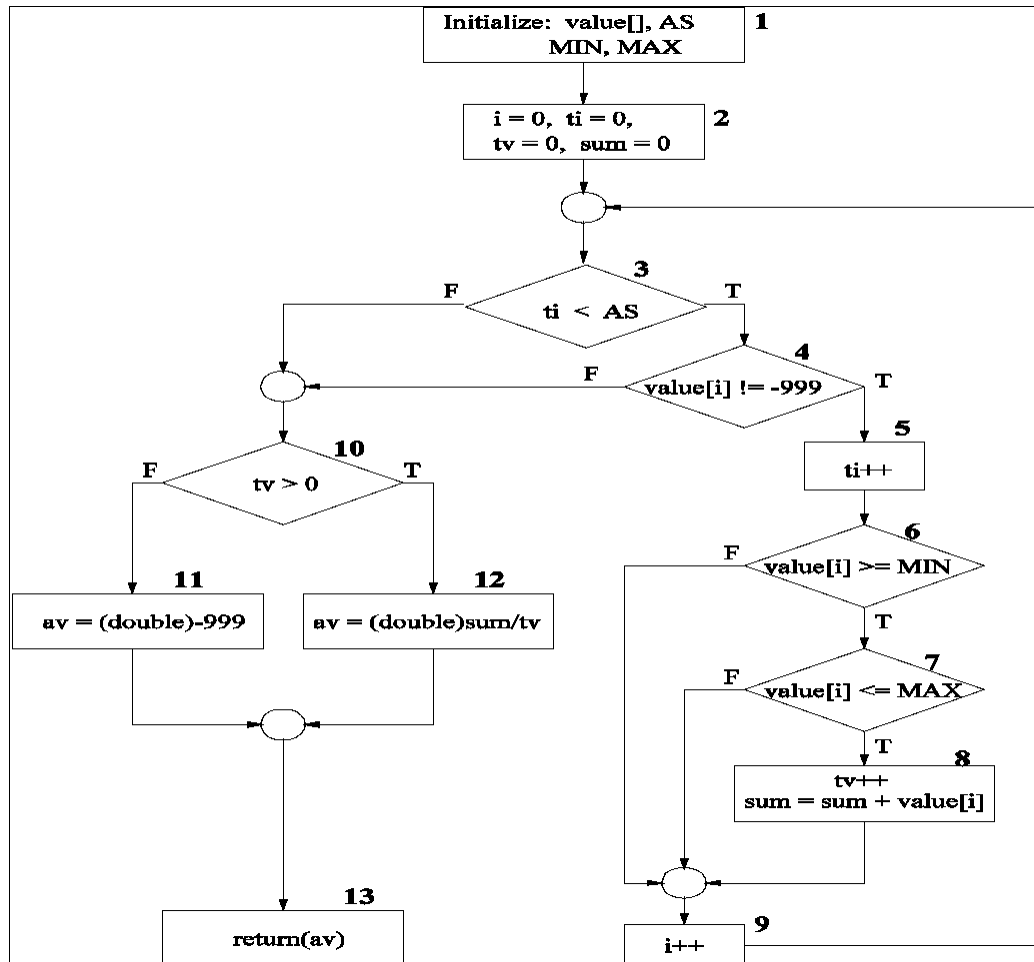 Initialize: value[], AS
MIN, MAX
1
i = 0, ti = 0,
tv = 0, sum = 0
2
3
F
T
ti < AS
4
F
T
value[i] != -999
5
ti++
10
F
T
tv > 0
6
F
value[i] >= MIN
T
11
av = (double)-999
12
av = (double)sum/tv
7
F
value[i] <= MAX
T
8
tv++
sum = sum + value[i]
13
return(av)
9
i++